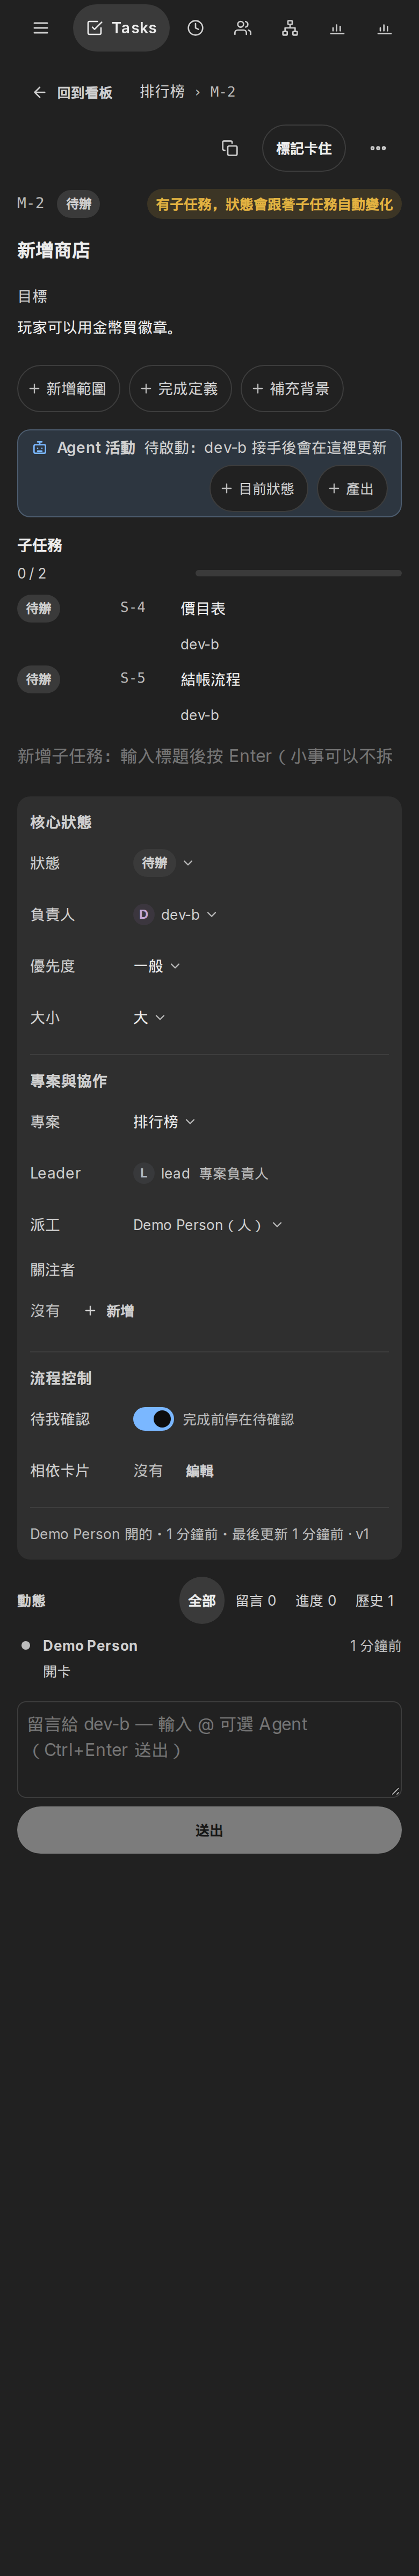 Tasks
回到看板 排行榜 › M-2
標記卡住
M-2 待辦 有子任務，狀態會跟著子任務自動變化
新增商店
目標
玩家可以用金幣買徽章。
+ 新增範圍 + 完成定義 + 補充背景
Agent 活動 待啟動：dev-b 接手後會在這裡更新
+ 目前狀態 + 產出
子任務
0 / 2
待辦 S-4 價目表
dev-b
待辦 S-5 結帳流程
dev-b
新增子任務：輸入標題後按 Enter（小事可以不拆
核心狀態
狀態 待辦
負責人 D dev-b
優先度 一般
大小 大
專案與協作
專案 排行榜
Leader L lead 專案負責人
派工 Demo Person（人）
關注者
沒有 + 新增
流程控制
待我確認 完成前停在待確認
相依卡片 沒有 編輯
Demo Person 開的・1 分鐘前・最後更新 1 分鐘前 · v1
動態 全部 留言 0 進度 0 歷史 1
Demo Person 1 分鐘前
開卡
留言給 dev-b — 輸入 @ 可選 Agent
（Ctrl+Enter 送出）
送出